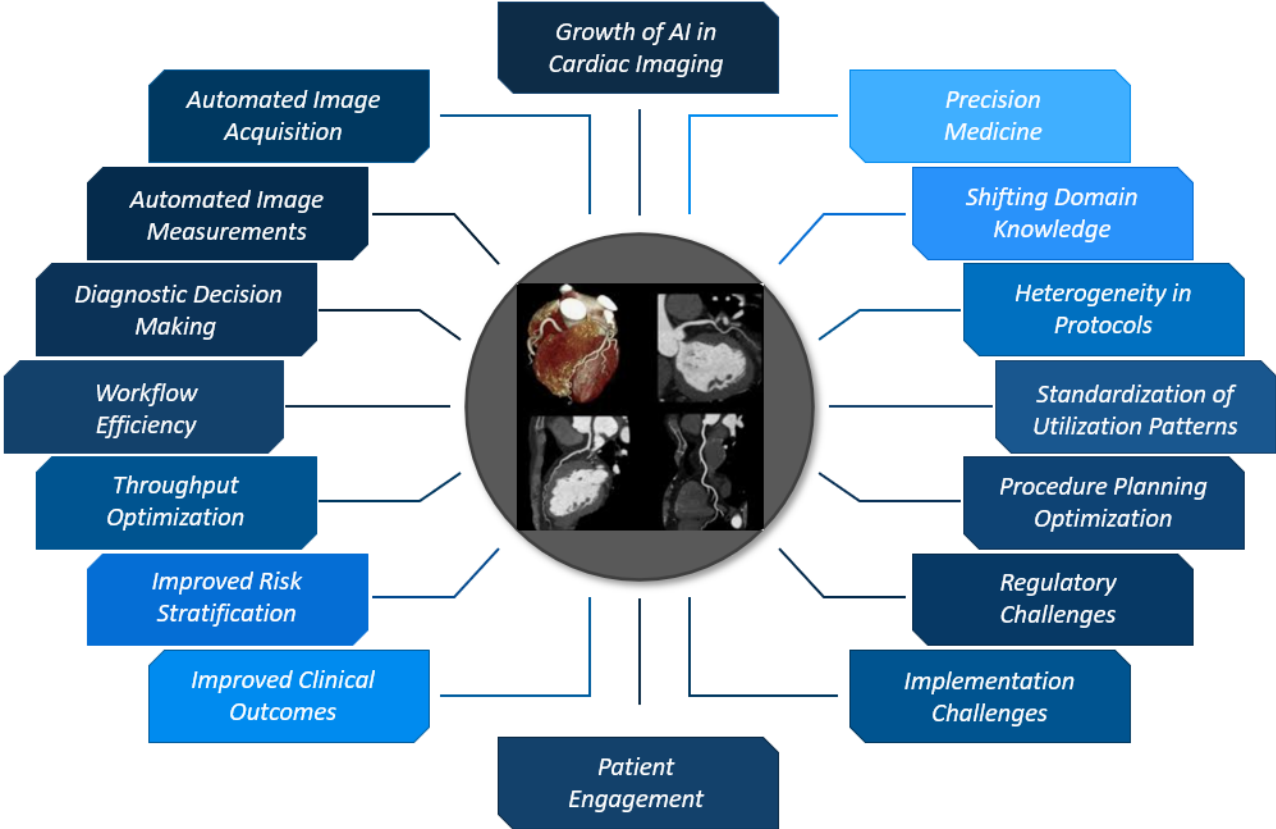 Growth of AI in
Cardiac Imaging
Automated Image
Acquisition
Automated Image
Measurements
Diagnostic Decision
Making
Workflow
Efficiency
Throughput
Optimization
Improved Risk
Stratification
Improved Clinical
Outcomes
Patient
Engagement
Precision
Medicine
Shifting Domain
Knowledge
Heterogeneity in
Protocols
Standardization of
Utilization Patterns
Procedure Planning
Optimization
Regulatory
Challenges
Implementation
Challenges